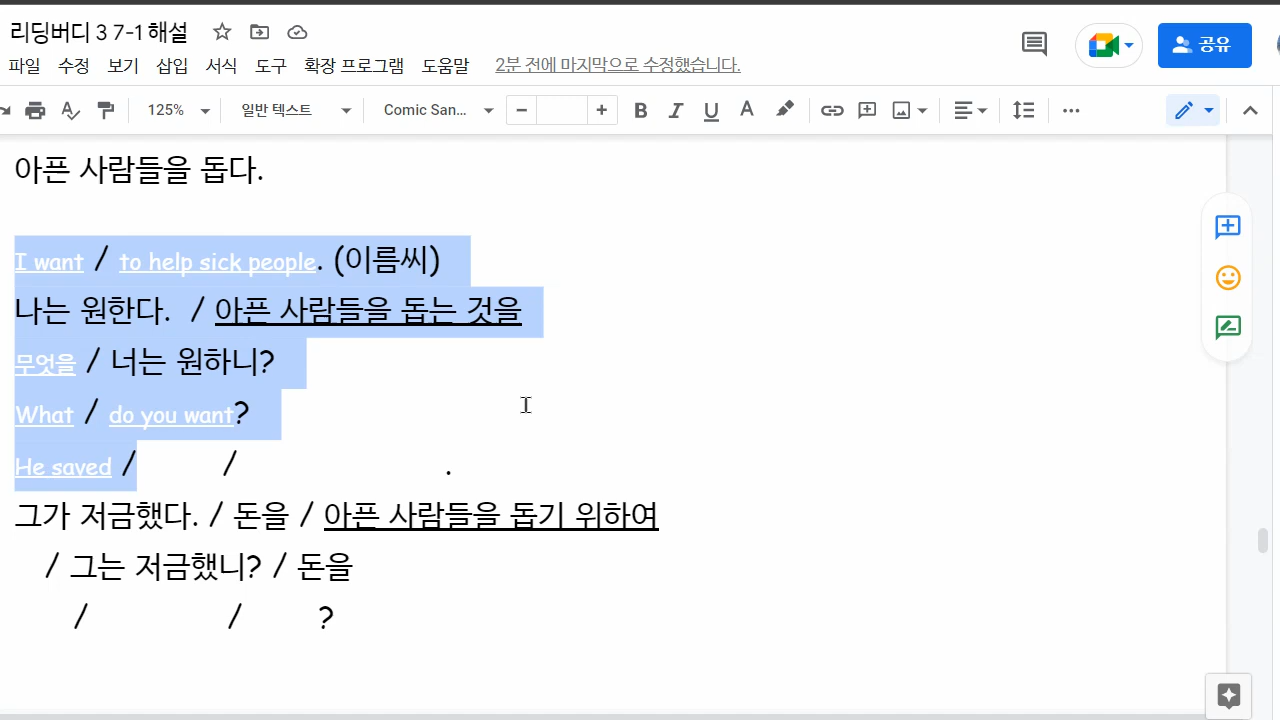 리딩버디 3 7-1 해설
파일 수정 보기 삽입 서식 도구 확장 프로그램 도움말 2분 전에 마지막으로 수정했습니다.
공유
125% 일반 텍스트 Comic San... − + B I U A
아픈 사람들을 돕다.
I want / to help sick people. (이름씨)
나는 원한다. / 아픈 사람들을 돕는 것을
무엇을 / 너는 원하니?
What / do you want?
He saved / / .
그가 저금했다. / 돈을 / 아픈 사람들을 돕기 위하여
/ 그는 저금했니? / 돈을
/ / ?